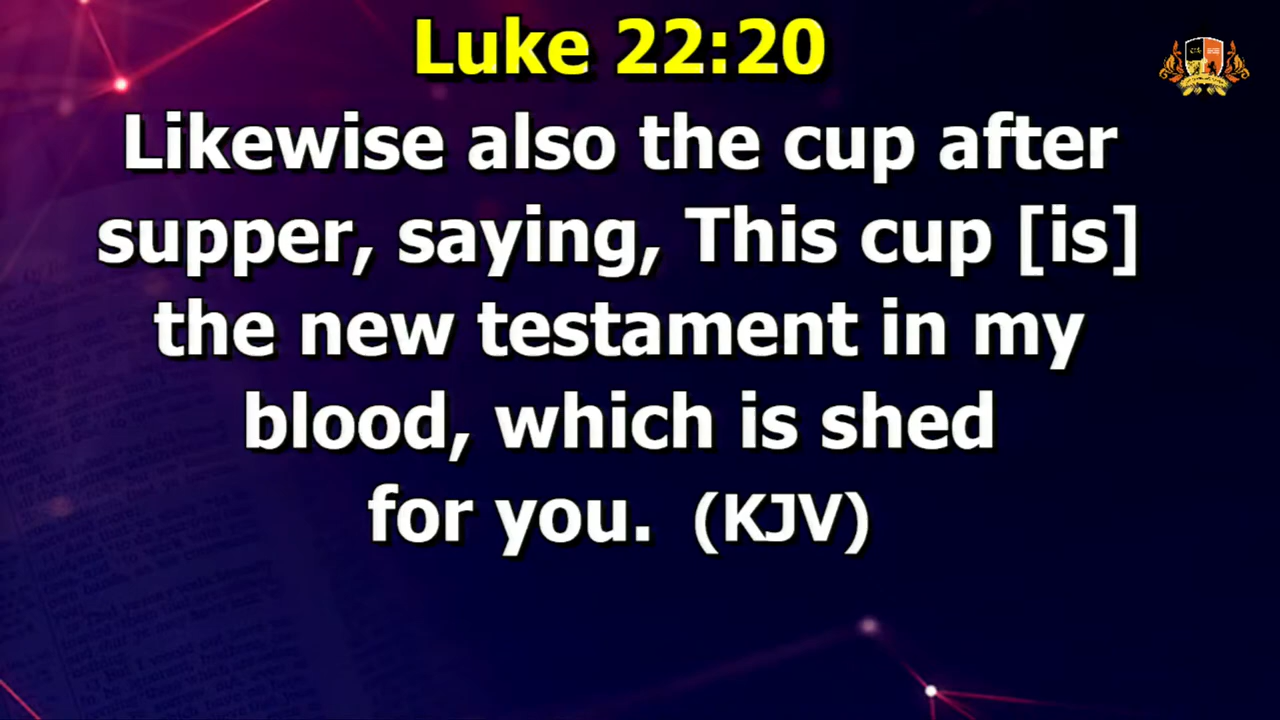 Luke 22:20
Likewise also the cup after
supper, saying, This cup [is]
the new testament in my
blood, which is shed
for you.  (KJV)